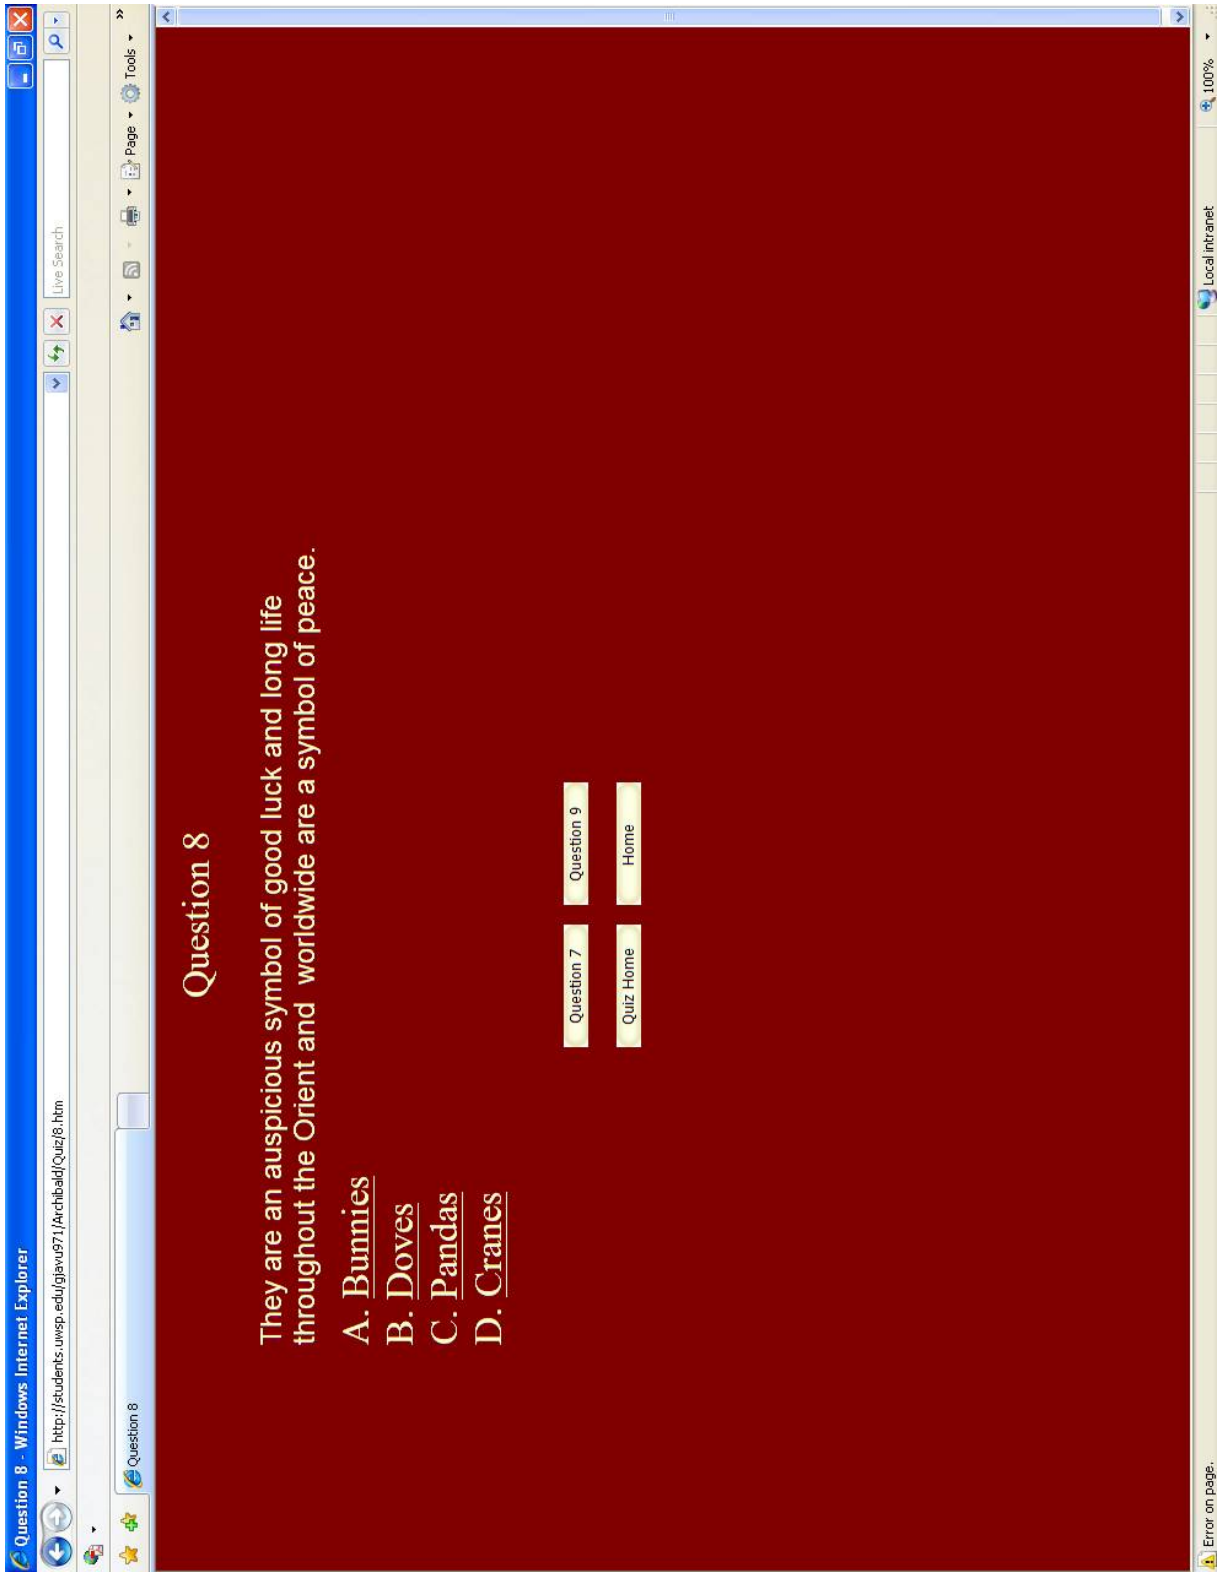 Question 8 - Windows Internet Explorer
http://students.uwsp.edu/gjavu971/Archibald/Quiz/8.htm
Live Search
Question 8
Page
Tools
Question 8
They are an auspicious symbol of good luck and long life
throughout the Orient and  worldwide are a symbol of peace.
A. Bunnies
B. Doves
C. Pandas
D. Cranes
Question 7
Question 9
Quiz Home
Home
Error on page.
Local intranet
100%